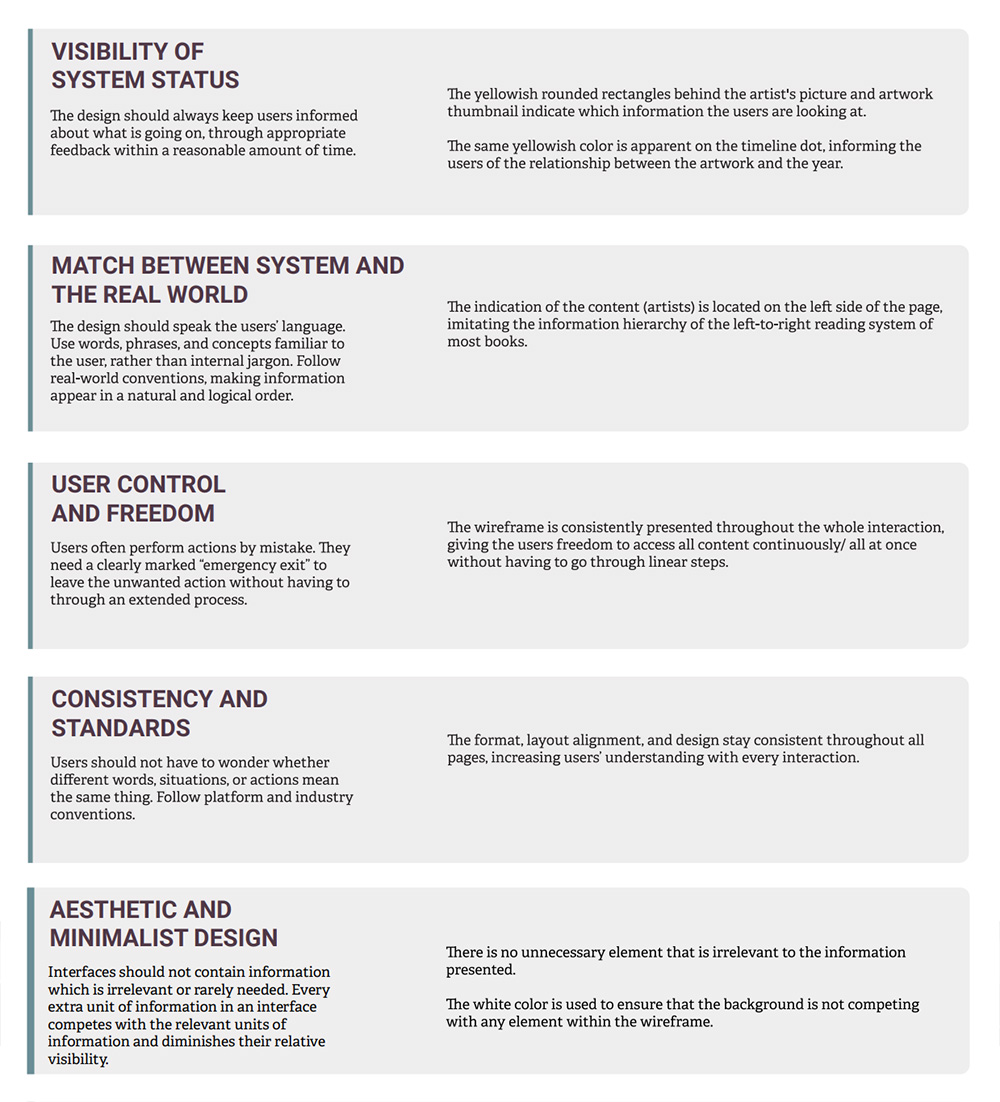 VISIBILITY OF
SYSTEM STATUS
The design should always keep users informed
about what is going on, through appropriate
feedback within a reasonable amount of time.
The yellowish rounded rectangles behind the artist's picture and artwork
thumbnail indicate which information the users are looking at.
The same yellowish color is apparent on the timeline dot, informing the
users of the relationship between the artwork and the year.
MATCH BETWEEN SYSTEM AND
THE REAL WORLD
The design should speak the users’ language.
Use words, phrases, and concepts familiar to
the user, rather than internal jargon. Follow
real-world conventions, making information
appear in a natural and logical order.
The indication of the content (artists) is located on the left side of the page,
imitating the information hierarchy of the left-to-right reading system of
most books.
USER CONTROL
AND FREEDOM
Users often perform actions by mistake. They
need a clearly marked “emergency exit” to
leave the unwanted action without having to
through an extended process.
The wireframe is consistently presented throughout the whole interaction,
giving the users freedom to access all content continuously/ all at once
without having to go through linear steps.
CONSISTENCY AND
STANDARDS
Users should not have to wonder whether
different words, situations, or actions mean
the same thing. Follow platform and industry
conventions.
The format, layout alignment, and design stay consistent throughout all
pages, increasing users’ understanding with every interaction.
AESTHETIC AND
MINIMALIST DESIGN
Interfaces should not contain information
which is irrelevant or rarely needed. Every
extra unit of information in an interface
competes with the relevant units of
information and diminishes their relative
visibility.
There is no unnecessary element that is irrelevant to the information
presented.
The white color is used to ensure that the background is not competing
with any element within the wireframe.